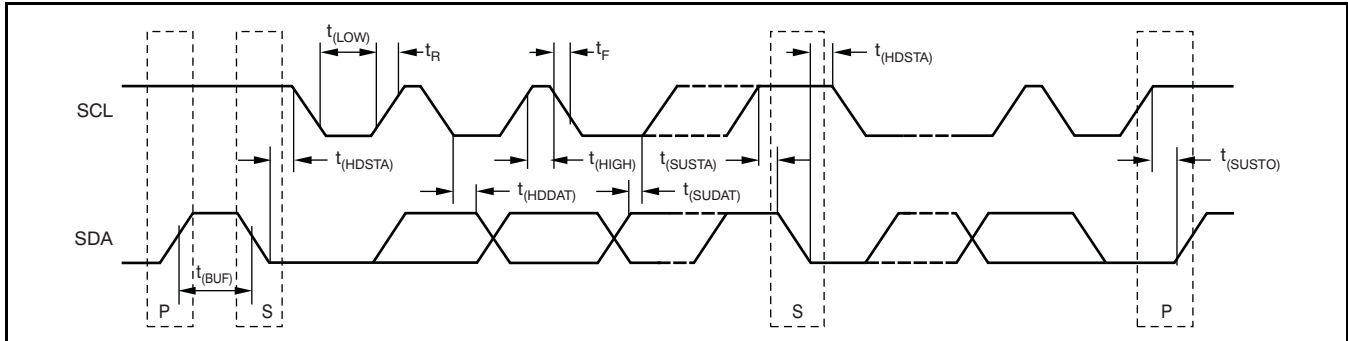 t(LOW)
tR
tF
t(HDSTA)
SCL
t(HDSTA)
t(HIGH)
t(SUSTA)
t(SUSTO)
t(HDDAT)
t(SUDAT)
SDA
t(BUF)
P
S
S
P